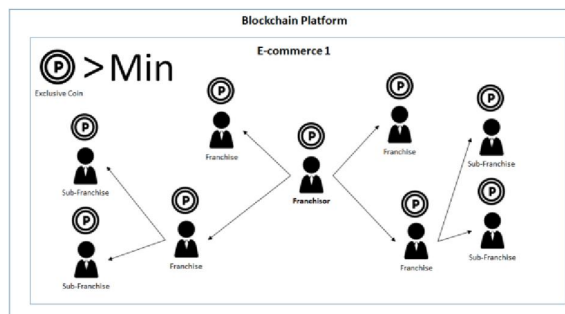 Blockchain Platform
E-commerce 1
P >Min
Exclusive Coin
P
Franchise
P
Franchise
P
Sub-Franchise
P
Sub-Franchise
P
Franchisor
P
Sub-Franchise
P
Franchise
P
Franchise
P
Sub-Franchise